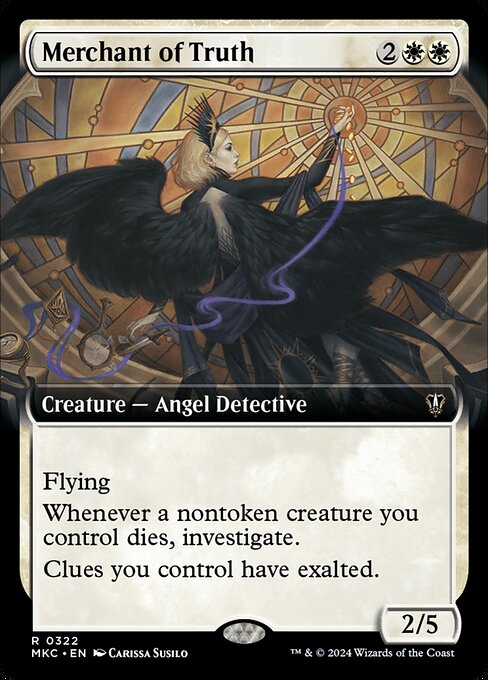 Merchant of Truth 2
Creature — Angel Detective
Flying
Whenever a nontoken creature you
control dies, investigate.
Clues you control have exalted.
2/5
R 0322
MKC • EN Carissa Susilo
™ & © 2024 Wizards of the Coast